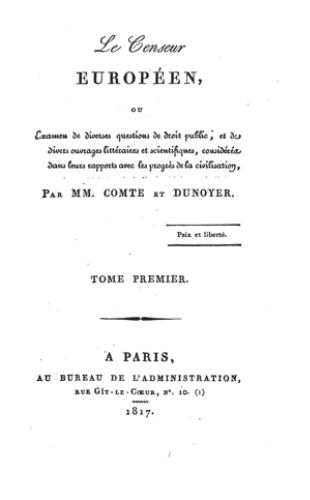 Le Censeur
EUROPÉEN,
OU
Examen de diverses questions de droit public, et de
divers ouvrages littéraires et scientifiques, considérés
dans leurs rapports avec les progrès de la civilisation,
PAR MM. COMTE ET DUNOYER.
Paix et liberté.
TOME PREMIER.
A PARIS,
AU BUREAU DE L'ADMINISTRATION,
RUE GÎT-LE-CŒUR, N°. 10. (1)
1817.